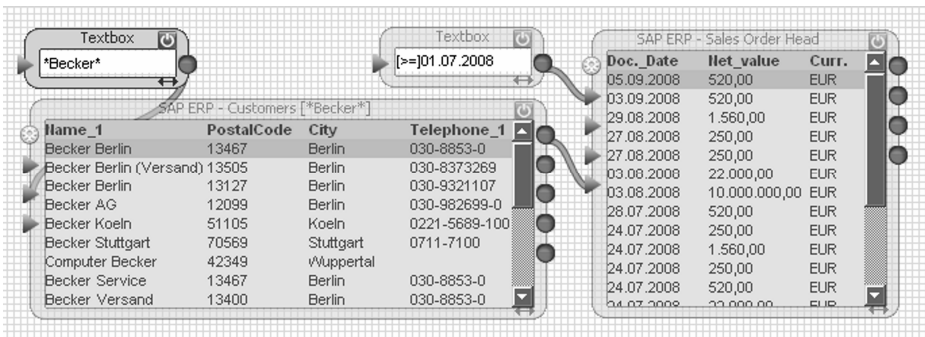 Textbox
*Becker*
Textbox
[>=]01.07.2008
SAP ERP - Customers [*Becker*]
Name_1 PostalCode City Telephone_1
Becker Berlin 13467 Berlin 030-8853-0
Becker Berlin (Versand) 13505 Berlin 030-8373269
Becker Berlin 13127 Berlin 030-9321107
Becker AG 12099 Berlin 030-982699-0
Becker Koeln 51105 Koeln 0221-5689-100
Becker Stuttgart 70569 Stuttgart 0711-7100
Computer Becker 42349 Wuppertal
Becker Service 13467 Berlin 030-8853-0
Becker Versand 13400 Berlin 030-8853-0
SAP ERP - Sales Order Head
Doc._Date Net_value Curr.
05.09.2008 520,00 EUR
03.09.2008 520,00 EUR
29.08.2008 1.560,00 EUR
27.08.2008 250,00 EUR
27.08.2008 250,00 EUR
03.08.2008 22.000,00 EUR
03.08.2008 10.000.000,00 EUR
28.07.2008 520,00 EUR
24.07.2008 250,00 EUR
24.07.2008 1.560,00 EUR
24.07.2008 250,00 EUR
24.07.2008 520,00 EUR
24.07.2008 22.000,00 EUR